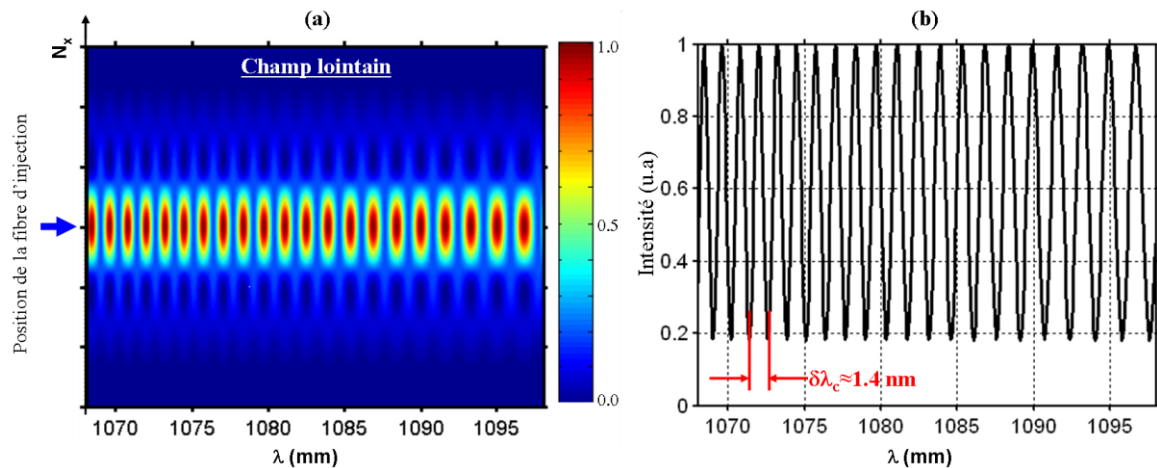 (a)
(b)
N_x
Champ lointain
Position de la fibre d'injection
1.0
0.5
0.0
1070 1075 1080 1085 1090 1095
λ (mm)
Intensité (u.a)
1
0.8
0.6
0.4
0.2
0
δλ_c≈1.4 nm
1070 1075 1080 1085 1090 1095
λ (mm)